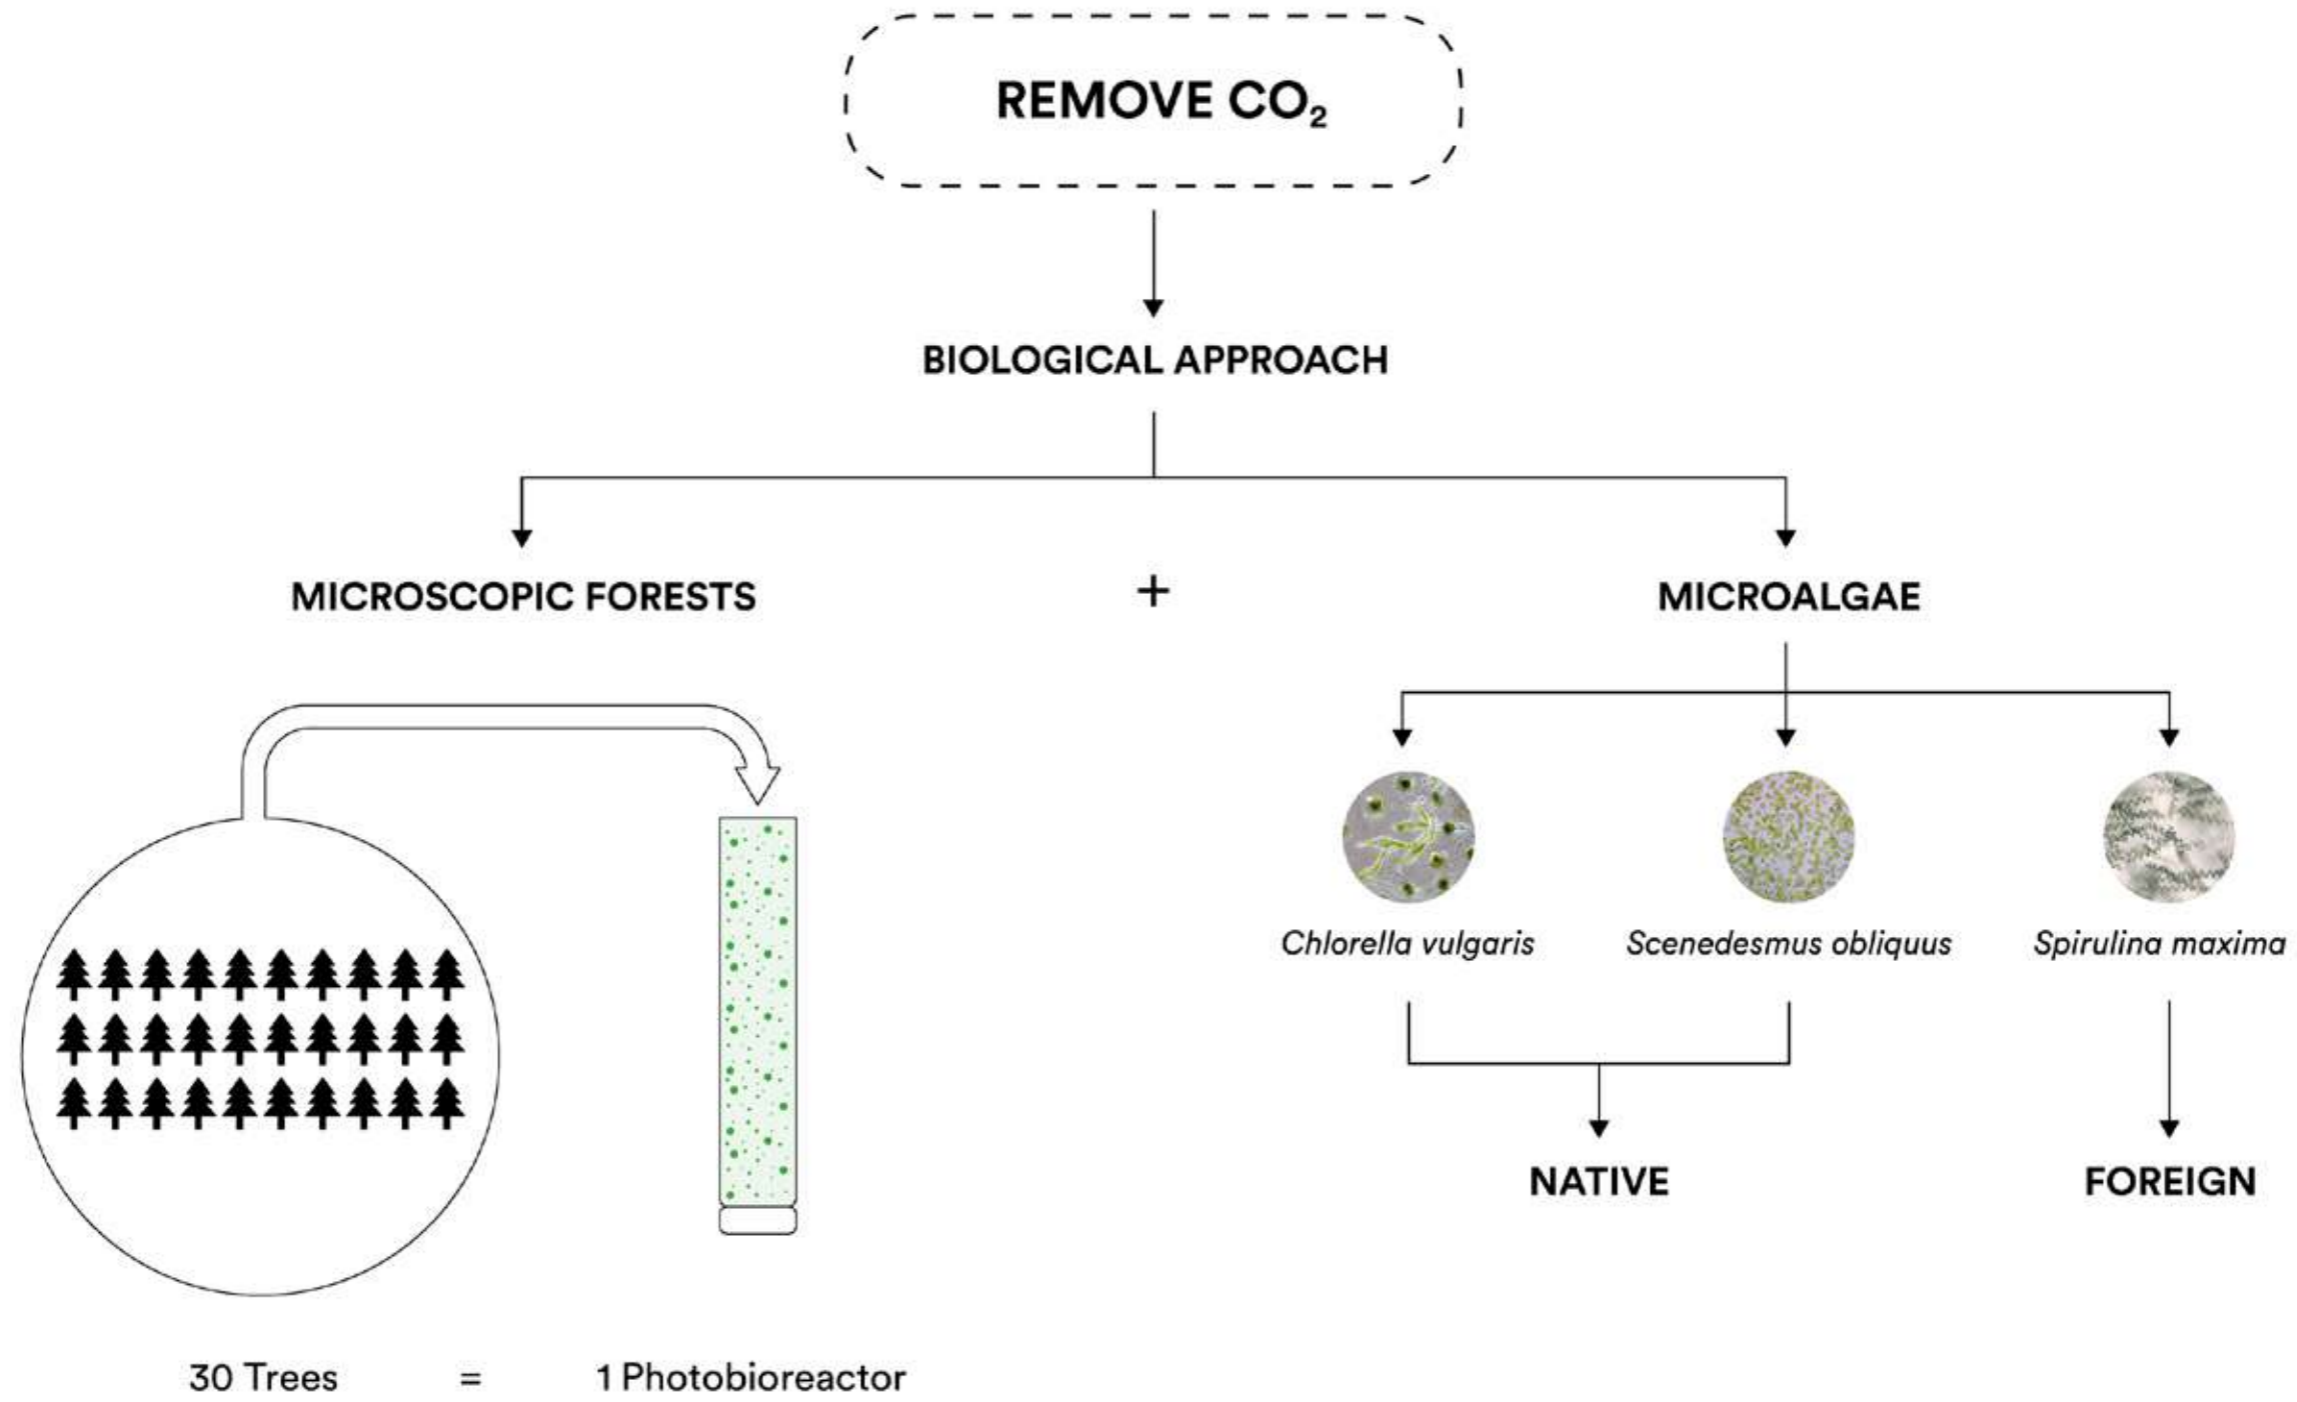 REMOVE CO₂
BIOLOGICAL APPROACH
MICROSCOPIC FORESTS
+
MICROALGAE
Chlorella vulgaris
Scenedesmus obliquus
Spirulina maxima
NATIVE
FOREIGN
30 Trees = 1 Photobioreactor